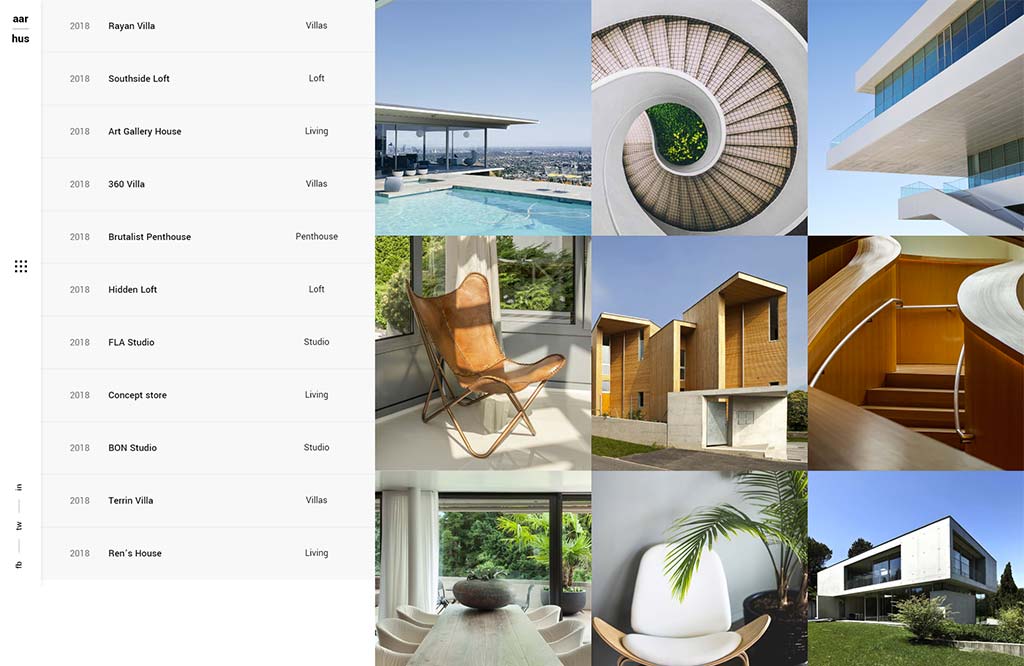 aar
hus
2018 Rayan Villa Villas
2018 Southside Loft Loft
2018 Art Gallery House Living
2018 360 Villa Villas
2018 Brutalist Penthouse Penthouse
2018 Hidden Loft Loft
2018 FLA Studio Studio
2018 Concept store Living
2018 BON Studio Studio
2018 Terrin Villa Villas
2018 Ren's House Living
in
tw
fb